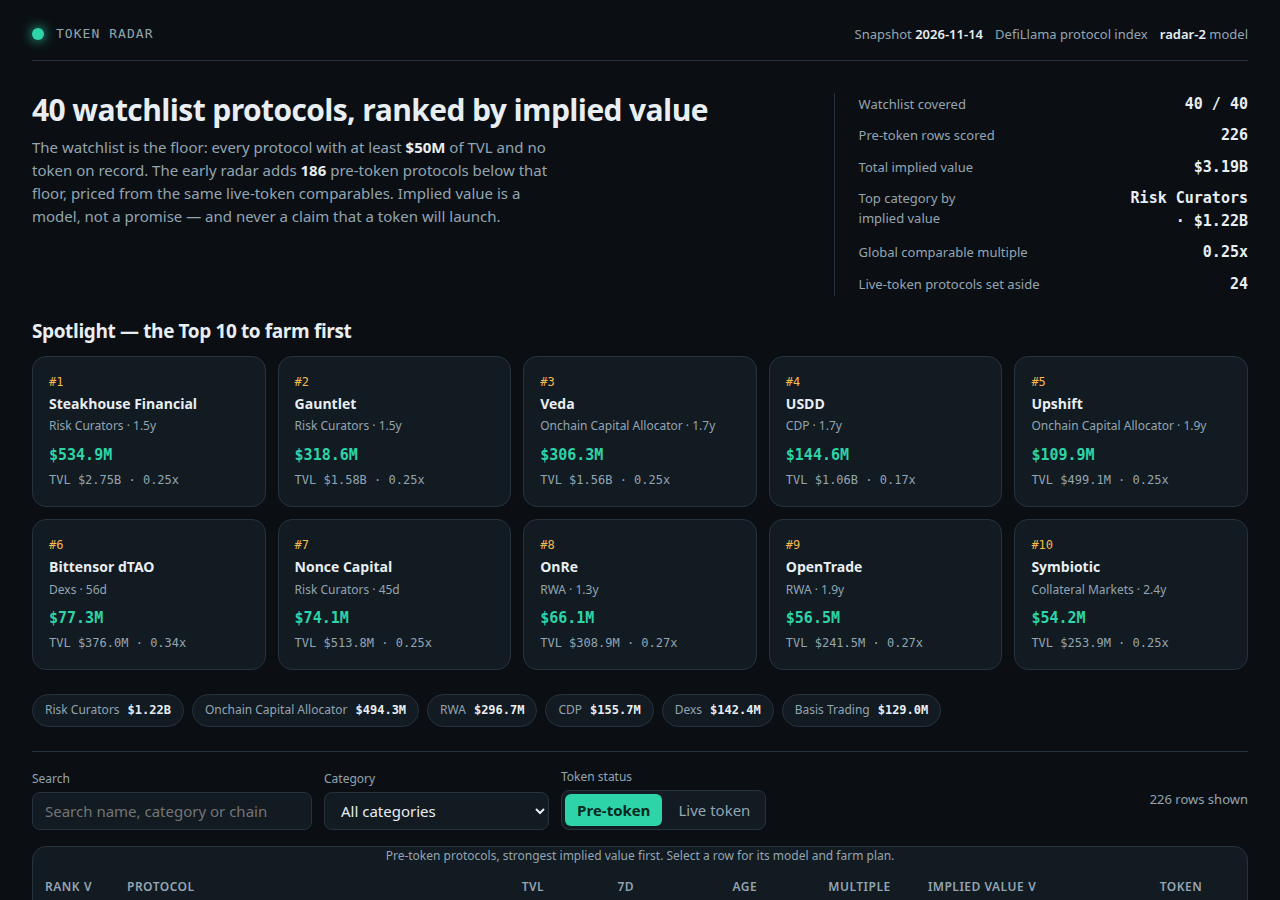 TOKEN RADAR
Snapshot 2026-11-14 DefiLlama protocol index radar-2 model
40 watchlist protocols, ranked by implied value
The watchlist is the floor: every protocol with at least $50M of TVL and no
token on record. The early radar adds 186 pre-token protocols below that
floor, priced from the same live-token comparables. Implied value is a
model, not a promise — and never a claim that a token will launch.
Watchlist covered 40 / 40
Pre-token rows scored 226
Total implied value $3.19B
Top category by Risk Curators
implied value · $1.22B
Global comparable multiple 0.25x
Live-token protocols set aside 24
Spotlight — the Top 10 to farm first
#1
Steakhouse Financial
Risk Curators · 1.5y
$534.9M
TVL $2.75B · 0.25x
#2
Gauntlet
Risk Curators · 1.5y
$318.6M
TVL $1.58B · 0.25x
#3
Veda
Onchain Capital Allocator · 1.7y
$306.3M
TVL $1.56B · 0.25x
#4
USDD
CDP · 1.7y
$144.6M
TVL $1.06B · 0.17x
#5
Upshift
Onchain Capital Allocator · 1.9y
$109.9M
TVL $499.1M · 0.25x
#6
Bittensor dTAO
Dexs · 56d
$77.3M
TVL $376.0M · 0.34x
#7
Nonce Capital
Risk Curators · 45d
$74.1M
TVL $513.8M · 0.25x
#8
OnRe
RWA · 1.3y
$66.1M
TVL $308.9M · 0.27x
#9
OpenTrade
RWA · 1.9y
$56.5M
TVL $241.5M · 0.27x
#10
Symbiotic
Collateral Markets · 2.4y
$54.2M
TVL $253.9M · 0.25x
Risk Curators $1.22B
Onchain Capital Allocator $494.3M
RWA $296.7M
CDP $155.7M
Dexs $142.4M
Basis Trading $129.0M
Search
Search name, category or chain
Category
All categories
Token status
Pre-token Live token
226 rows shown
Pre-token protocols, strongest implied value first. Select a row for its model and farm plan.
RANK V PROTOCOL TVL 7D AGE MULTIPLE IMPLIED VALUE V TOKEN